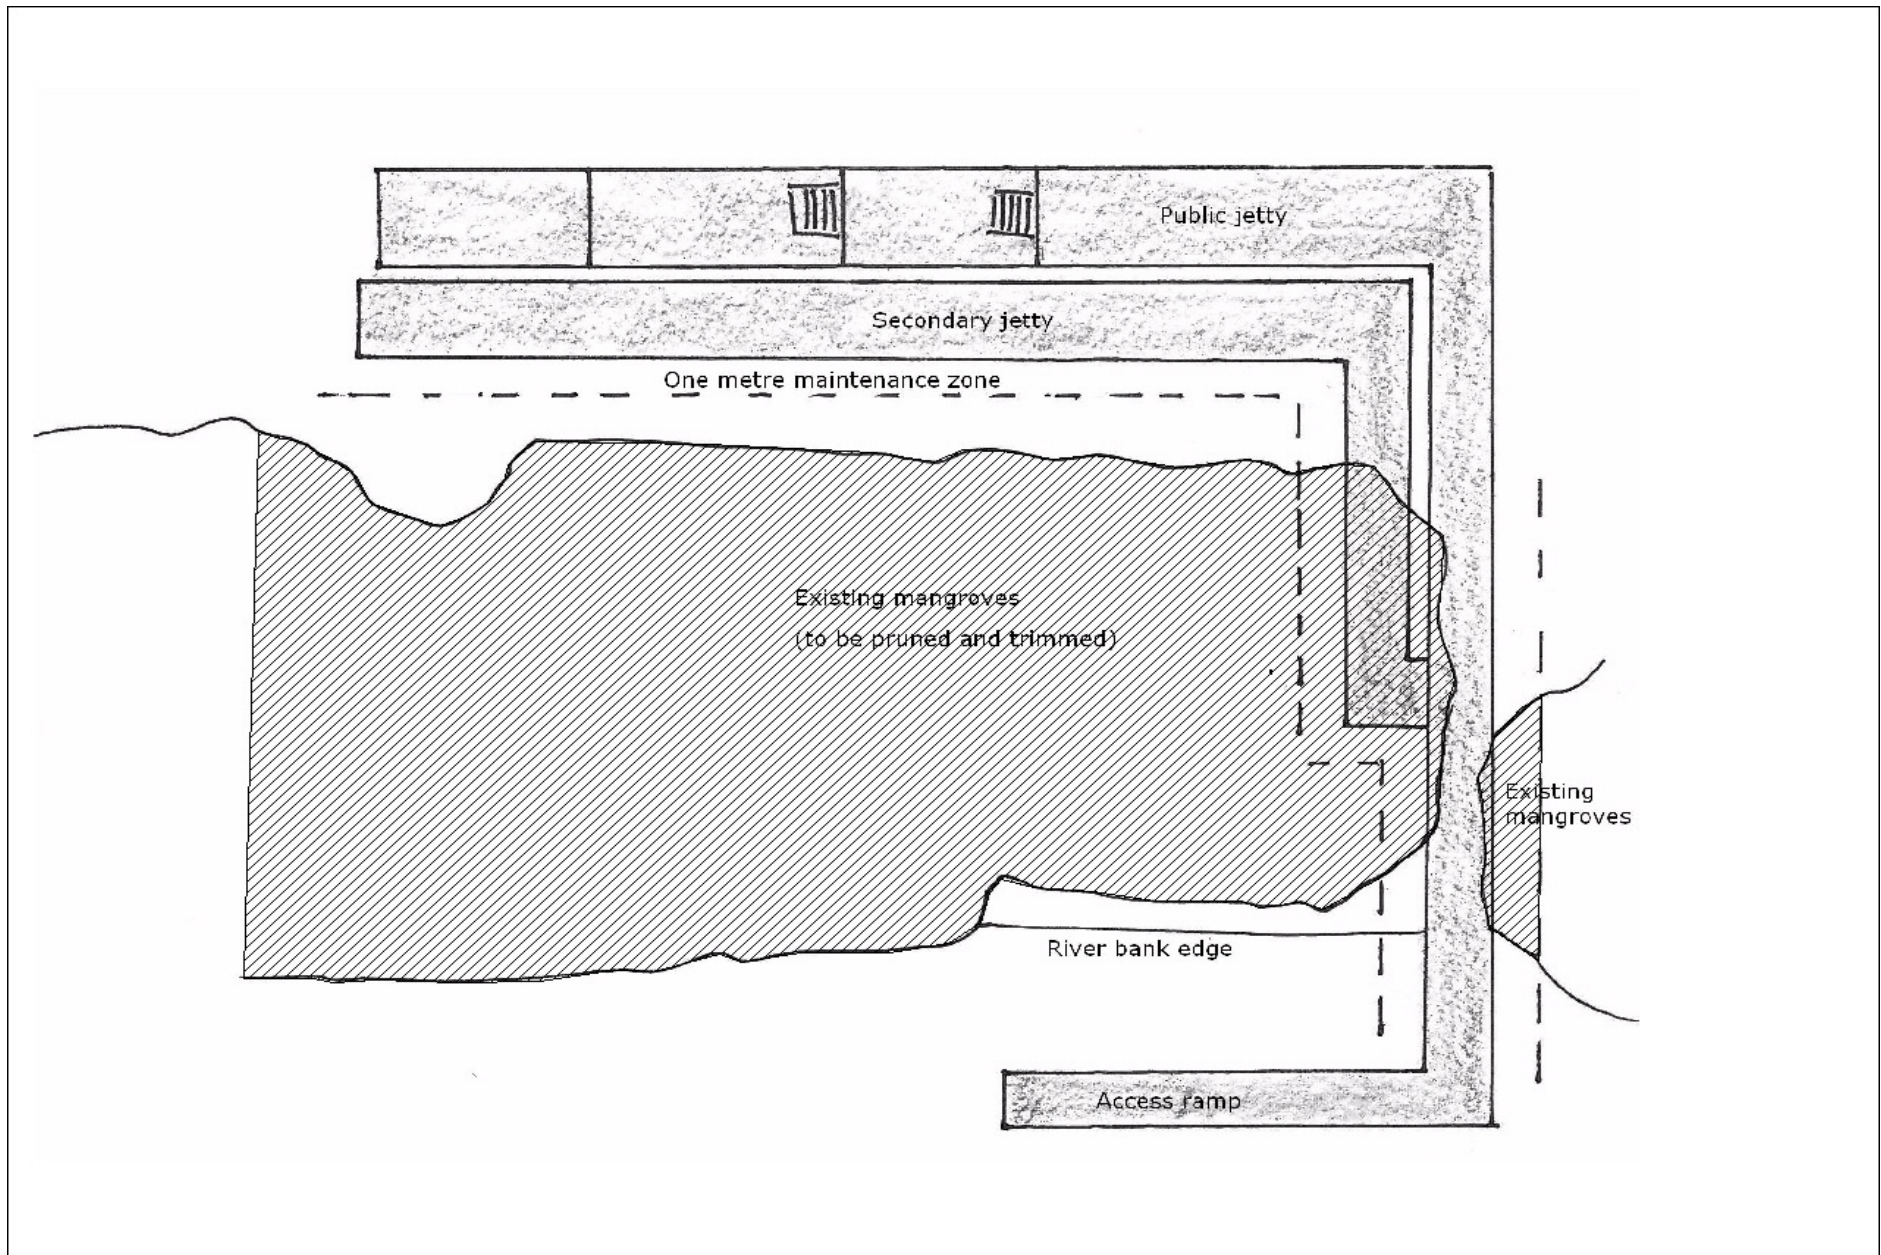 Public jetty
Secondary jetty
One metre maintenance zone
Existing mangroves
(to be pruned and trimmed)
Existing
mangroves
River bank edge
Access ramp